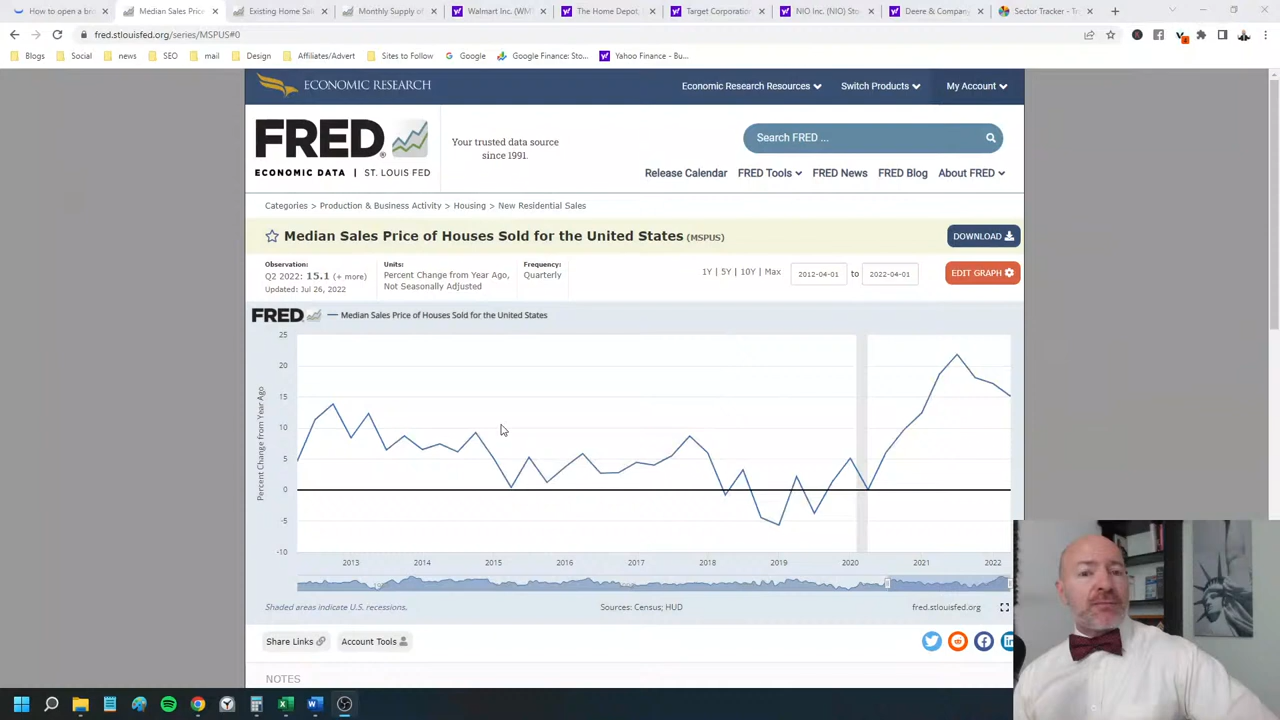 How to open a bro
Median Sales Price
Existing Home Sal
Monthly Supply of
Walmart Inc. (WM
The Home Depot,
Target Corporation
NIO Inc. (NIO) Sto
Deere & Company
Sector Tracker - Tr
fred.stlouisfed.org/series/MSPUS#0
Blogs
Social
news
SEO
mail
Design
Affiliates/Advert
Sites to Follow
Google
Google Finance: Sto...
Yahoo Finance - Bu...
ECONOMIC RESEARCH
Economic Research Resources
Switch Products
My Account
FRED
ECONOMIC DATA | ST. LOUIS FED
Your trusted data source
since 1991.
Search FRED ...
Release Calendar
FRED Tools
FRED News
FRED Blog
About FRED
Categories > Production & Business Activity > Housing > New Residential Sales
Median Sales Price of Houses Sold for the United States (MSPUS)
DOWNLOAD
Observation:
Q2 2022: 15.1 (+ more)
Updated: Jul 26, 2022
Units:
Percent Change from Year Ago,
Not Seasonally Adjusted
Frequency:
Quarterly
1Y | 5Y | 10Y | Max
2012-04-01 to 2022-04-01
EDIT GRAPH
FRED
Median Sales Price of Houses Sold for the United States
Percent Change from Year Ago
25
20
15
10
5
0
-5
-10
2013
2014
2015
2016
2017
2018
2019
2020
2021
2022
Shaded areas indicate U.S. recessions.
Sources: Census; HUD
fred.stlouisfed.org
Share Links
Account Tools
NOTES